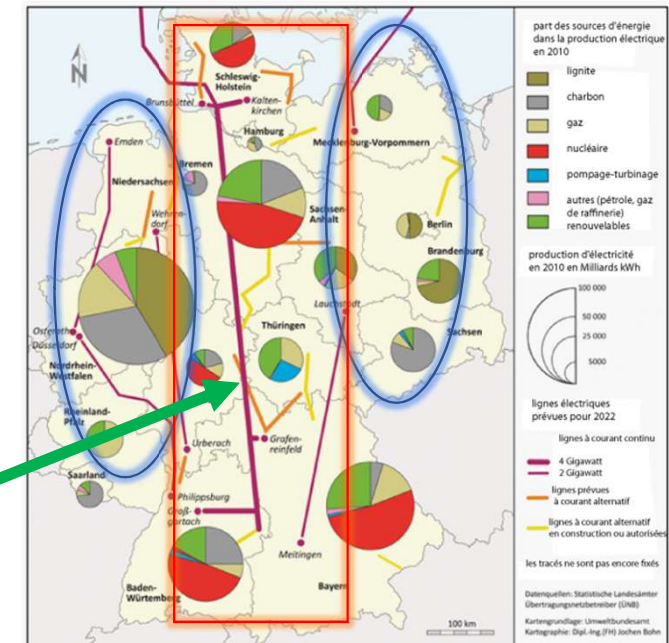 N
Schleswig-
Holstein
Brunsbüttel
Kalten-
kirchen
Hamburg
Mecklenburg-Vorpommern
Emden
Bremen
Niedersachsen
Wehren-
dorf
Sachsen-
Anhalt
Berlin
Brandenburg
Lauchstädt
Osterath
Düsseldorf
Nordrhein-
Westfalen
Thüringen
Sachsen
Rheinland-
Pfalz
Urberach
Grafen-
reinfeld
Saarland
Philippsburg
Groß-
gartach
Meitingen
Baden-
Würtemberg
Bayern
100 km
part des sources d'énergie
dans la production électrique
en 2010
lignite
charbon
gaz
nucléaire
pompage-turbinage
autres (pétrole, gaz
de raffinerie)
renouvelables
production d'électricité
en 2010 en Milliards kWh
100 000
50 000
25 000
5000
lignes électriques
prévues pour 2022
lignes à courant continu
4 Gigawatt
2 Gigawatt
lignes prévues
à courant alternatif
lignes à courant alternatif
en construction ou autorisées
les tracés ne sont pas encore fixés
Datenquellen: Statistische Landesämter
Übertragungsnetzbetreiber (ÜNB)
Kartengrundlage: Umweltbundesamt
Kartographie: Dipl.-Ing.(FH) Jochen Bohn